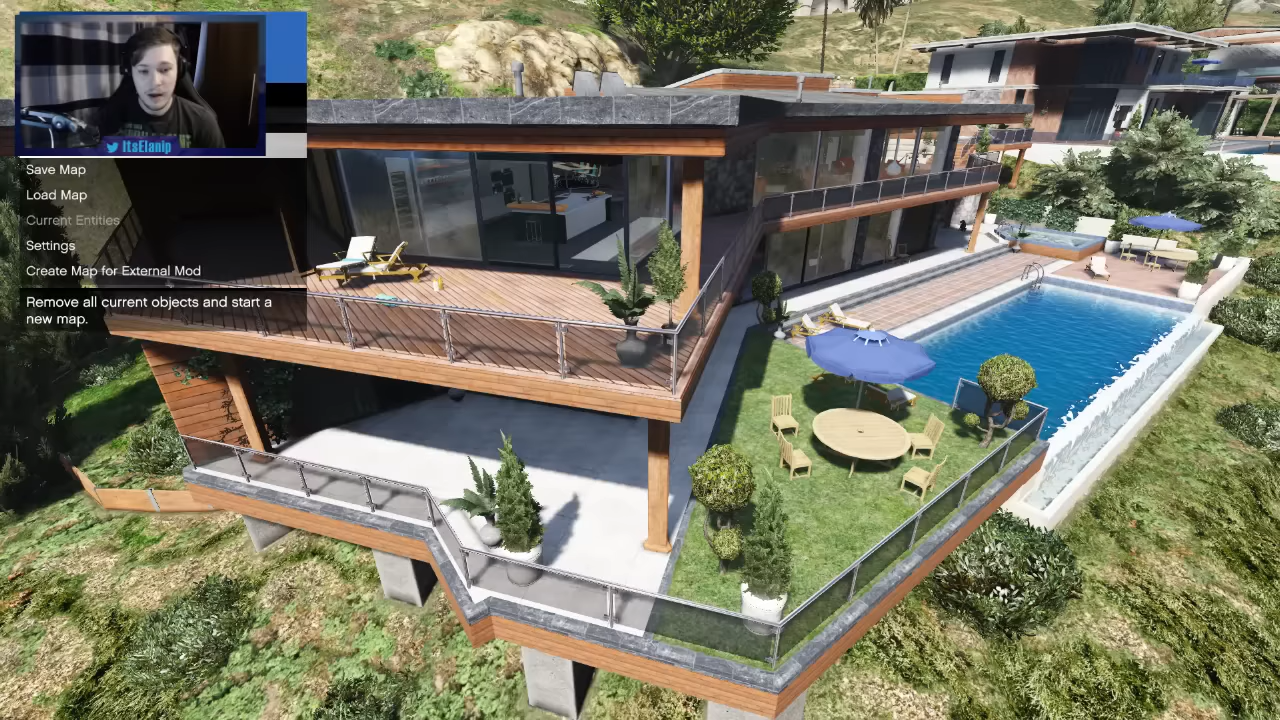 ItsElanip
Save Map
Load Map
Current Entities
Settings
Create Map for External Mod
Remove all current objects and start a
new map.